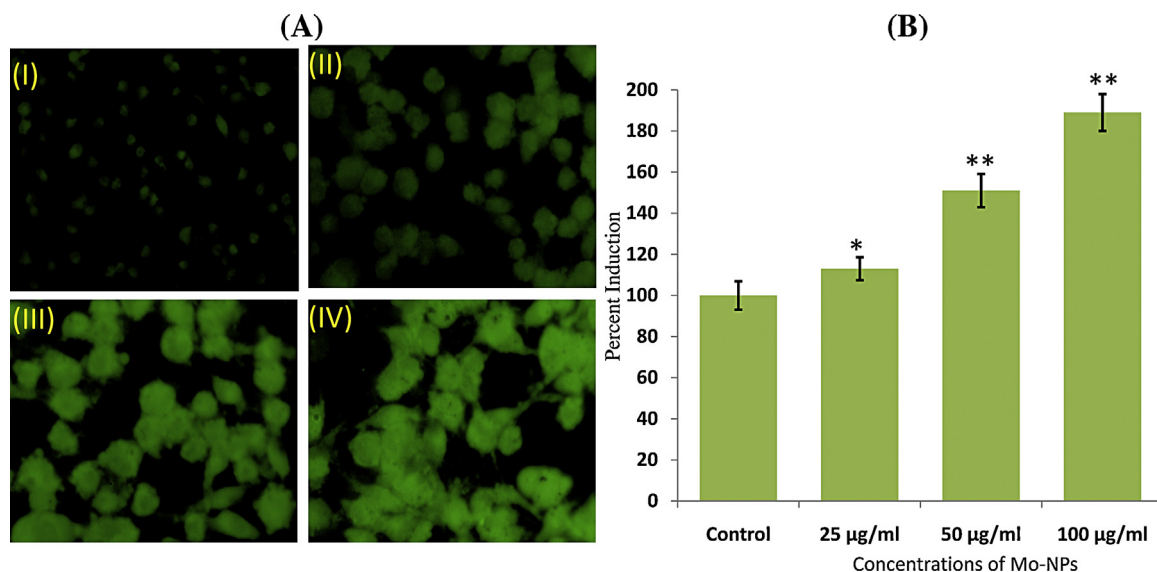 (A)
(B)
(I)
(II)
(III)
(IV)
Percent Induction
200
180
160
140
120
100
80
60
40
20
0
*
**
**
Control
25 µg/ml
50 µg/ml
100 µg/ml
Concentrations of Mo-NPs